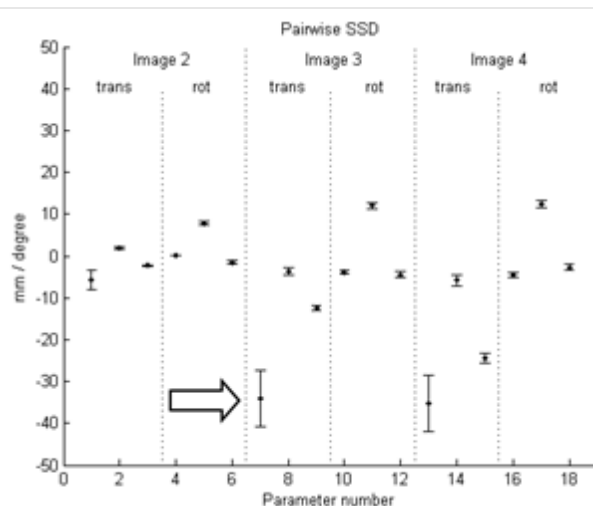 Pairwise SSD
Image 2 Image 3 Image 4
trans rot trans rot trans rot
50
40
30
20
10
0
-10
-20
-30
-40
-50
mm / degree
0 2 4 6 8 10 12 14 16 18
Parameter number